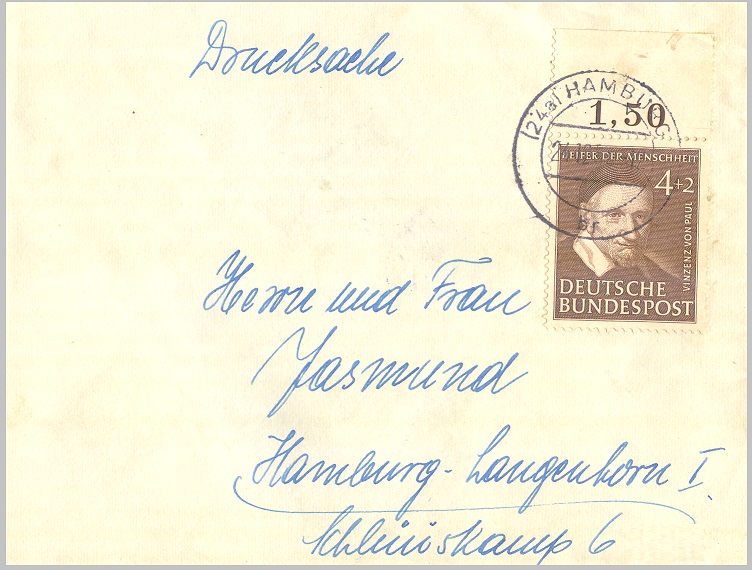 Drucksache
(24a) HAMBURG
1,50
HELFER DER MENSCHHEIT
4+2
VINZENZ VON PAUL
DEUTSCHE
BUNDESPOST
Herrn und Frau
Jasmund
Hamburg-Langenhorn I.
6